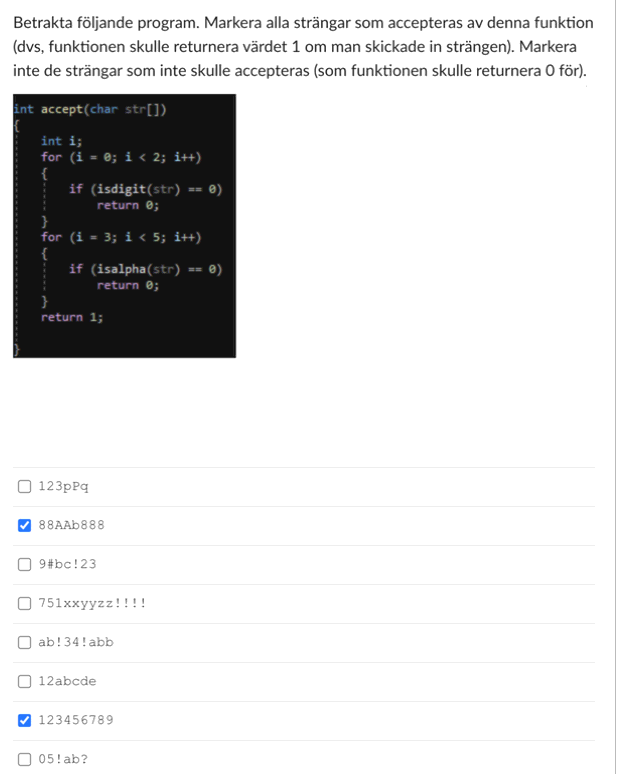 Betrakta följande program. Markera alla strängar som accepteras av denna funktion
(dvs, funktionen skulle returnera värdet 1 om man skickade in strängen). Markera
inte de strängar som inte skulle accepteras (som funktionen skulle returnera 0 för).
int accept(char str[])
{
int i;
for (i = 0; i < 2; i++)
{
if (isdigit(str) == 0)
return 0;
}
for (i = 3; i < 5; i++)
{
if (isalpha(str) == 0)
return 0;
}
return 1;
}
123pPq
88AAb888
9#bc!23
751xxyyzz!!!!
ab!34!abb
12abcde
123456789
05!ab?